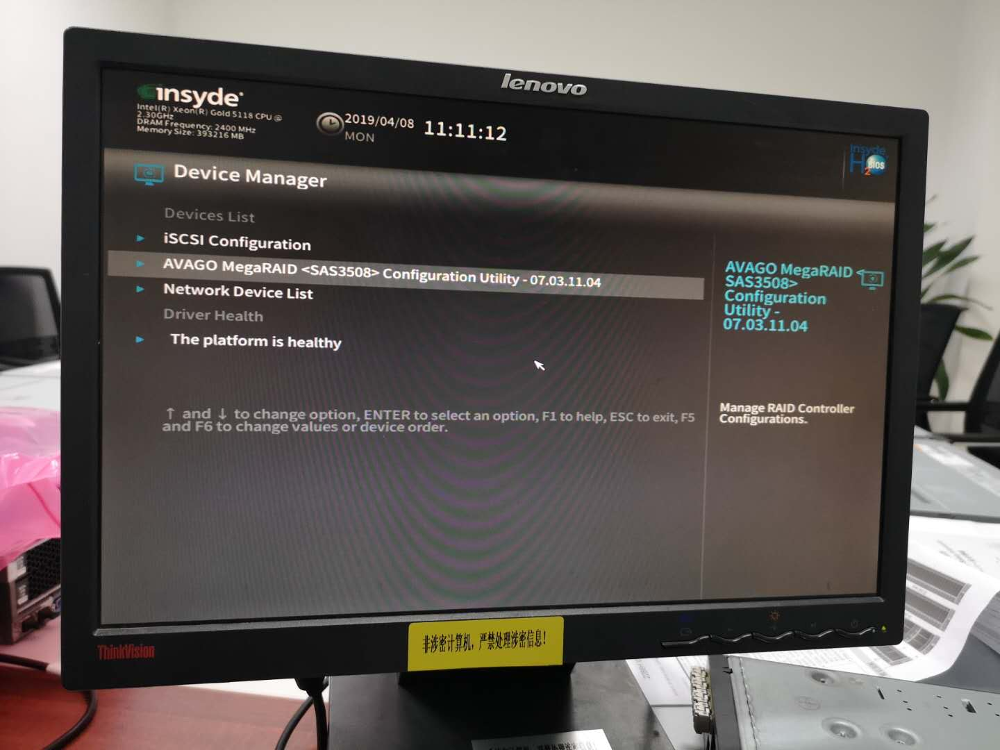 lenovo
insyde
Intel(R) Xeon(R) Gold 5118 CPU @
2.30GHz
DRAM Frequency: 2400 MHz
Memory Size: 393216 MB
2019/04/08
MON
11:11:12
Insyde
H2
BIOS
Device Manager
Devices List
iSCSI Configuration
AVAGO MegaRAID <SAS3508> Configuration Utility - 07.03.11.04
Network Device List
Driver Health
The platform is healthy
↑ and ↓ to change option, ENTER to select an option, F1 to help, ESC to exit, F5
and F6 to change values or device order.
AVAGO MegaRAID <
SAS3508>
Configuration
Utility -
07.03.11.04
Manage RAID Controller
Configurations.
ThinkVision
非涉密计算机，严禁处理涉密信息！